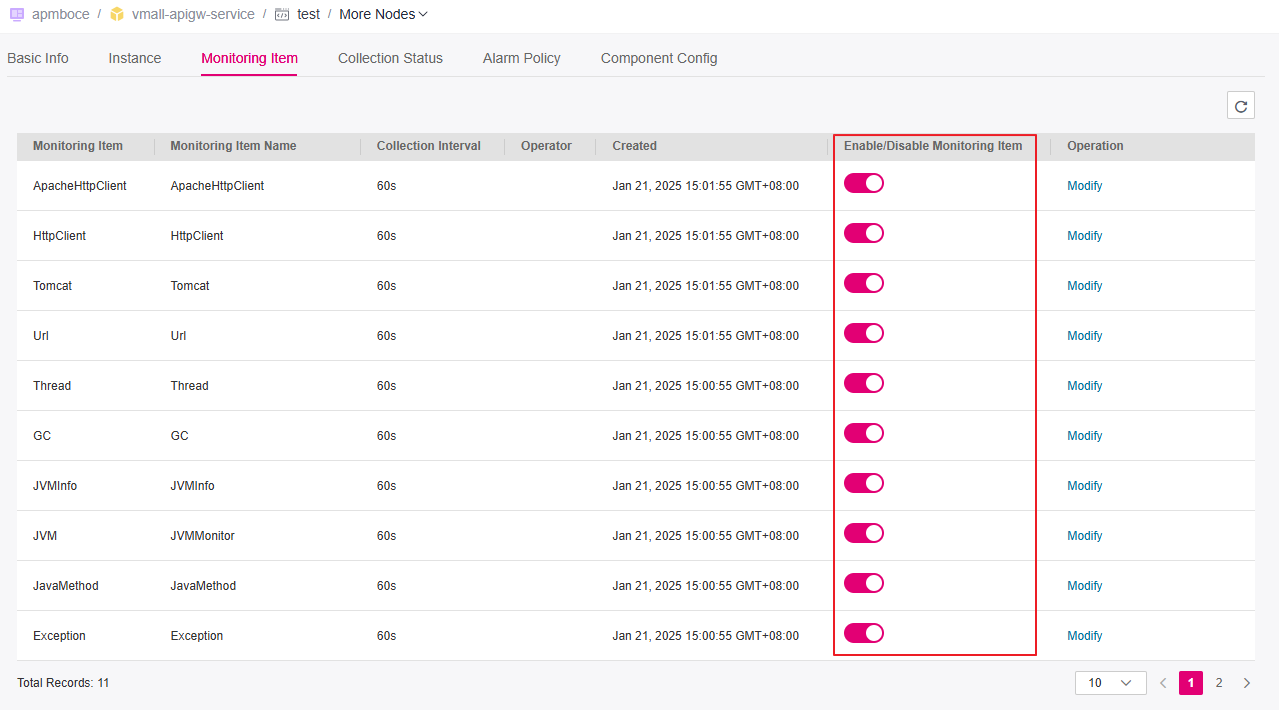 apmboce / vmall-apigw-service / test / More Nodes
Basic Info Instance Monitoring Item Collection Status Alarm Policy Component Config
Monitoring Item Monitoring Item Name Collection Interval Operator Created Enable/Disable Monitoring Item Operation
ApacheHttpClient ApacheHttpClient 60s Jan 21, 2025 15:01:55 GMT+08:00 Modify
HttpClient HttpClient 60s Jan 21, 2025 15:01:55 GMT+08:00 Modify
Tomcat Tomcat 60s Jan 21, 2025 15:01:55 GMT+08:00 Modify
Url Url 60s Jan 21, 2025 15:01:55 GMT+08:00 Modify
Thread Thread 60s Jan 21, 2025 15:00:55 GMT+08:00 Modify
GC GC 60s Jan 21, 2025 15:00:55 GMT+08:00 Modify
JVMInfo JVMInfo 60s Jan 21, 2025 15:00:55 GMT+08:00 Modify
JVM JVMMonitor 60s Jan 21, 2025 15:00:55 GMT+08:00 Modify
JavaMethod JavaMethod 60s Jan 21, 2025 15:00:55 GMT+08:00 Modify
Exception Exception 60s Jan 21, 2025 15:00:55 GMT+08:00 Modify
Total Records: 11 10 1 2